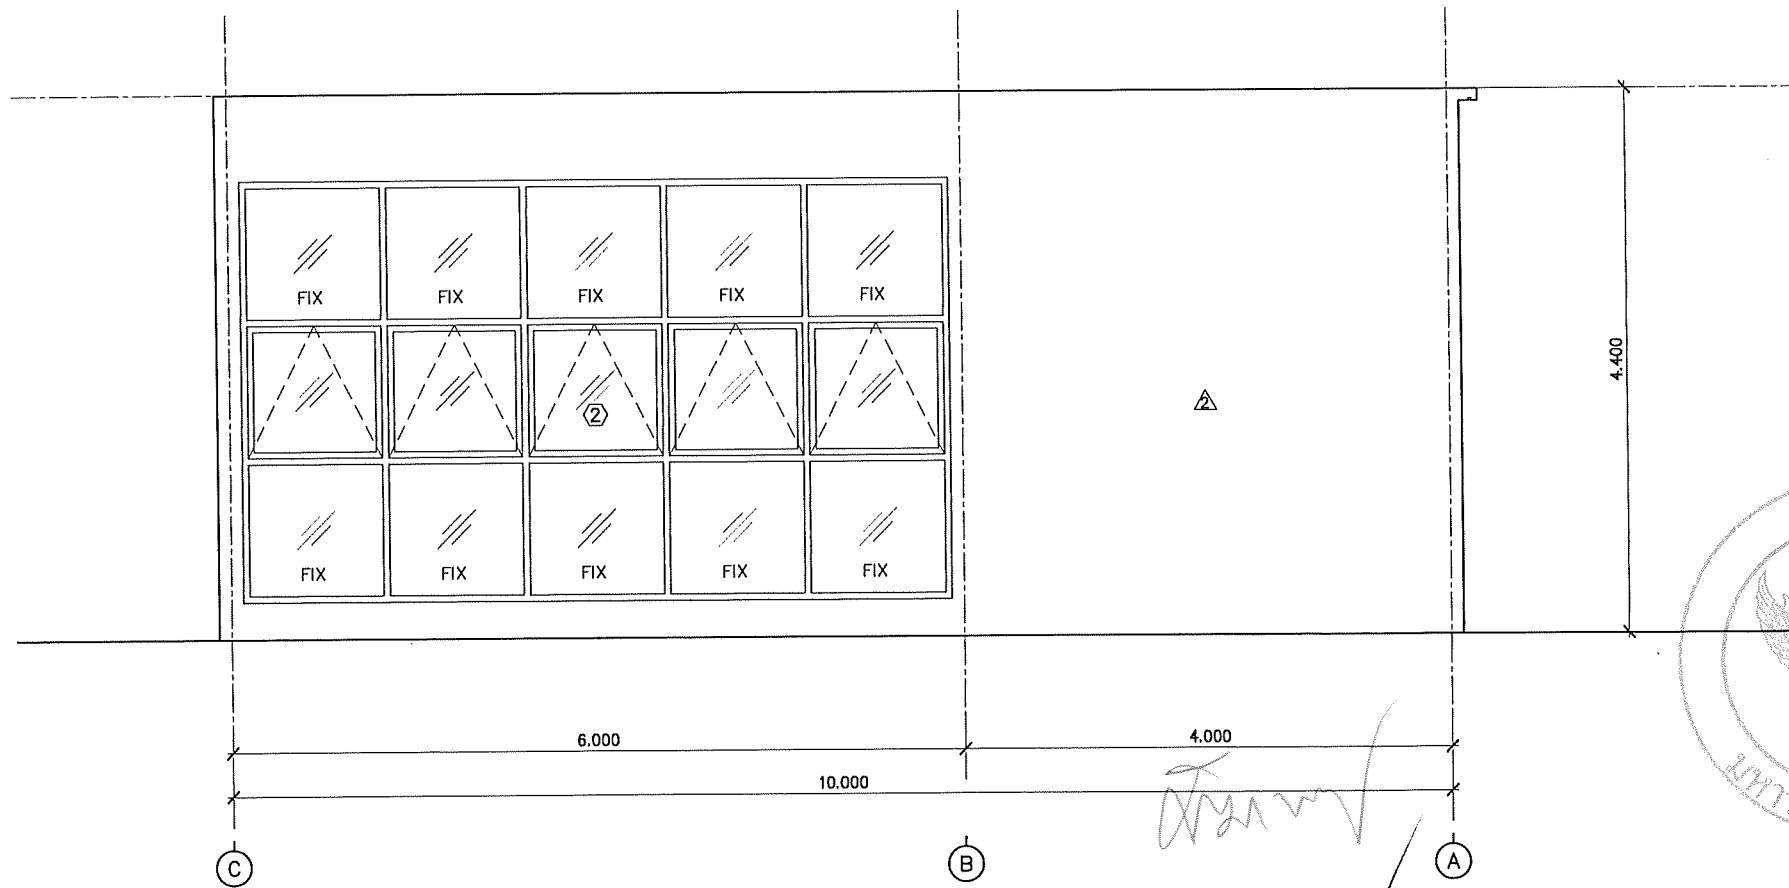 FIX FIX FIX FIX FIX
4.400
2
2
FIX FIX FIX FIX FIX
6.000
4.000
10.000
C
B
A